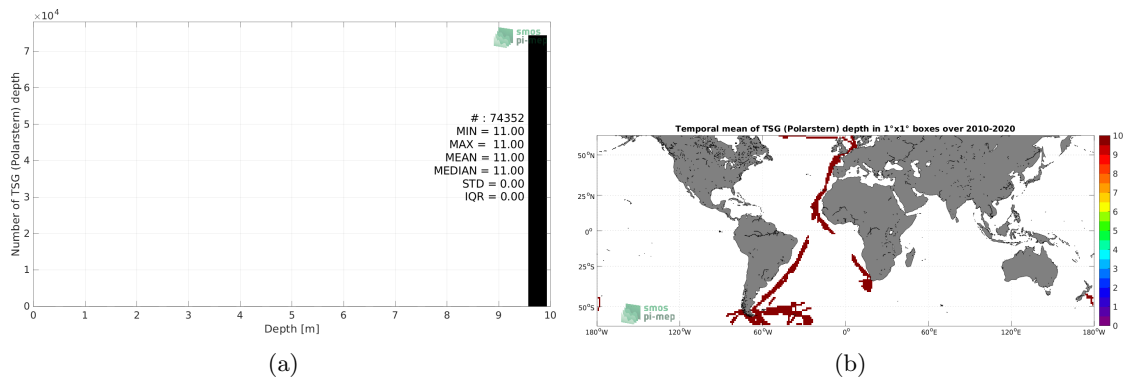 ×10⁴
7
6
5
4
3
2
1
0
Number of TSG (Polarstern) depth
smos
pi-mep
# : 74352
MIN = 11.00
MAX = 11.00
MEAN = 11.00
MEDIAN = 11.00
STD = 0.00
IQR = 0.00
0 1 2 3 4 5 6 7 8 9 10
Depth [m]
(a)
Temporal mean of TSG (Polarstern) depth in 1°x1° boxes over 2010-2020
50°N
25°N
0°
25°S
50°S
smos
pi-mep
180°W 120°W 60°W 0° 60°E 120°E 180°W
10
9
8
7
6
5
4
3
2
1
0
(b)